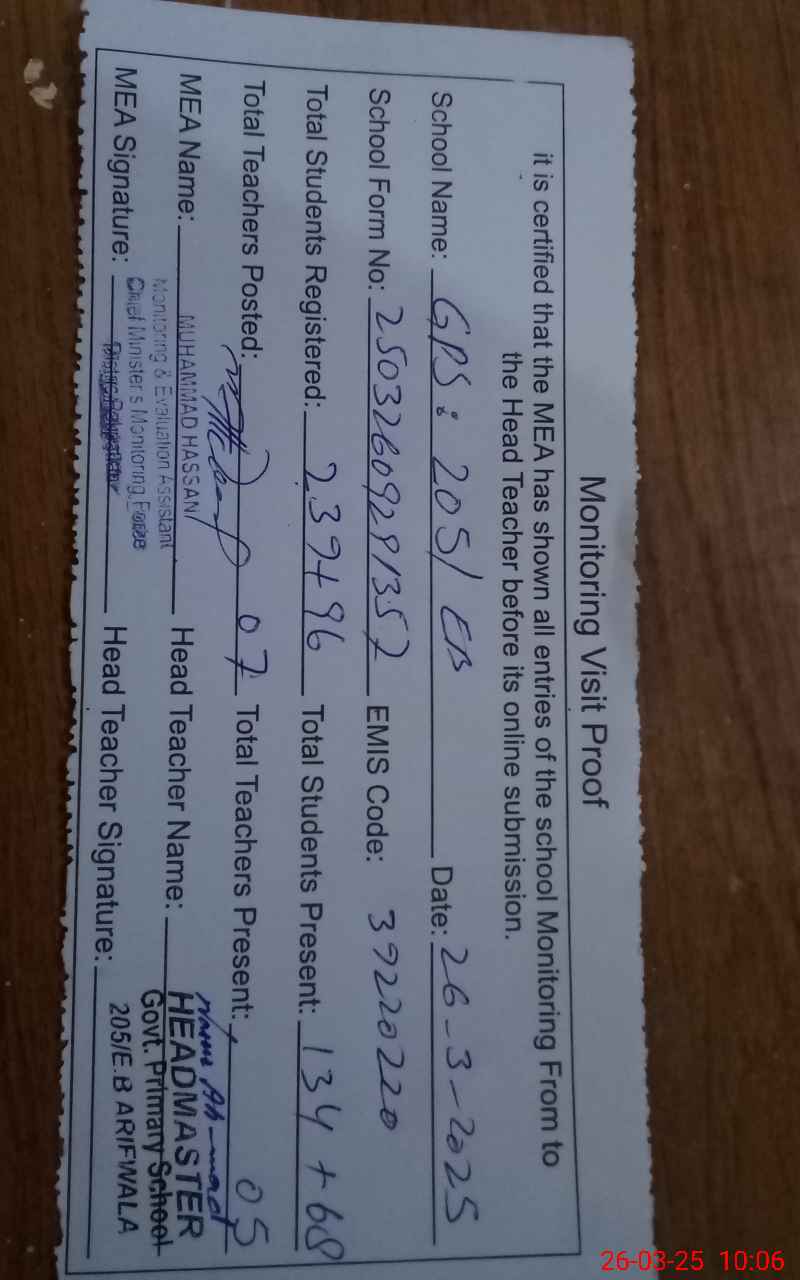 Monitoring Visit Proof
it is certified that the MEA has shown all entries of the school Monitoring From to
the Head Teacher before its online submission.
School Name: GPS: 205/EB Date: 26-3-2025
School Form No: 25032609291357 EMIS Code: 39220220
Total Students Registered: 239+96 Total Students Present: 134+68
Total Teachers Posted: 07 Total Teachers Present: 05
MEA Name: MUHAMMAD HASSAN Head Teacher Name: HEADMASTER
Monitoring & Evaluation Assistant Govt. Primary School
MEA Signature: Chief Minister's Monitoring Force Head Teacher Signature: 205/E.B ARIFWALA
26-03-25 10:06